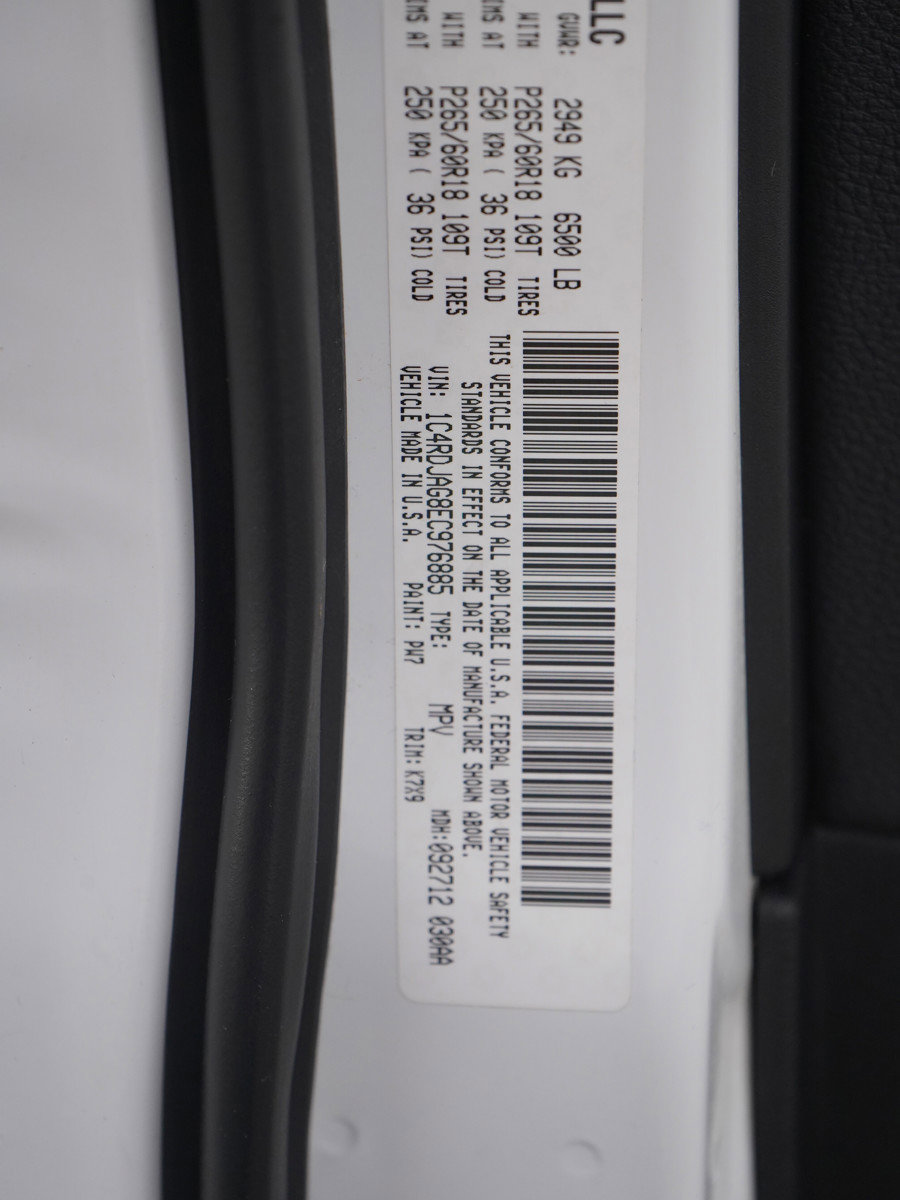 LLC
GVWR: 2949 KG 6500 LB
WITH P265/60R18 109T TIRES
IMS AT 250 KPA ( 36 PSI) COLD
WITH P265/60R18 109T TIRES
IMS AT 250 KPA ( 36 PSI) COLD
THIS VEHICLE CONFORMS TO ALL APPLICABLE U.S.A. FEDERAL MOTOR VEHICLE SAFETY
STANDARDS IN EFFECT ON THE DATE OF MANUFACTURE SHOWN ABOVE.
VIN: 1C4RDJAG8EC976885 TYPE: MPV MDH:092712 030AA
VEHICLE MADE IN U.S.A. PAINT: PW7 TRIM: K7X9